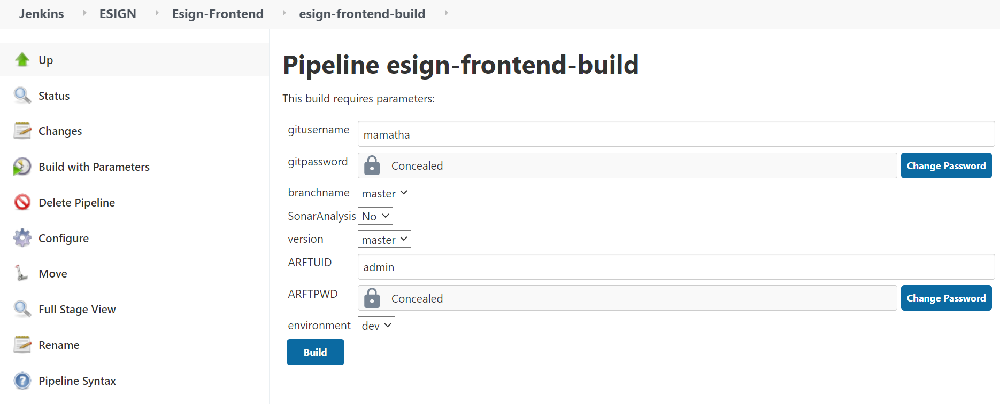 Jenkins ESIGN Esign-Frontend esign-frontend-build
Up
Status
Changes
Build with Parameters
Delete Pipeline
Configure
Move
Full Stage View
Rename
Pipeline Syntax
Pipeline esign-frontend-build
This build requires parameters:
gitusername mamatha
gitpassword Concealed Change Password
branchname master
SonarAnalysis No
version master
ARFTUID admin
ARFTPWD Concealed Change Password
environment dev
Build